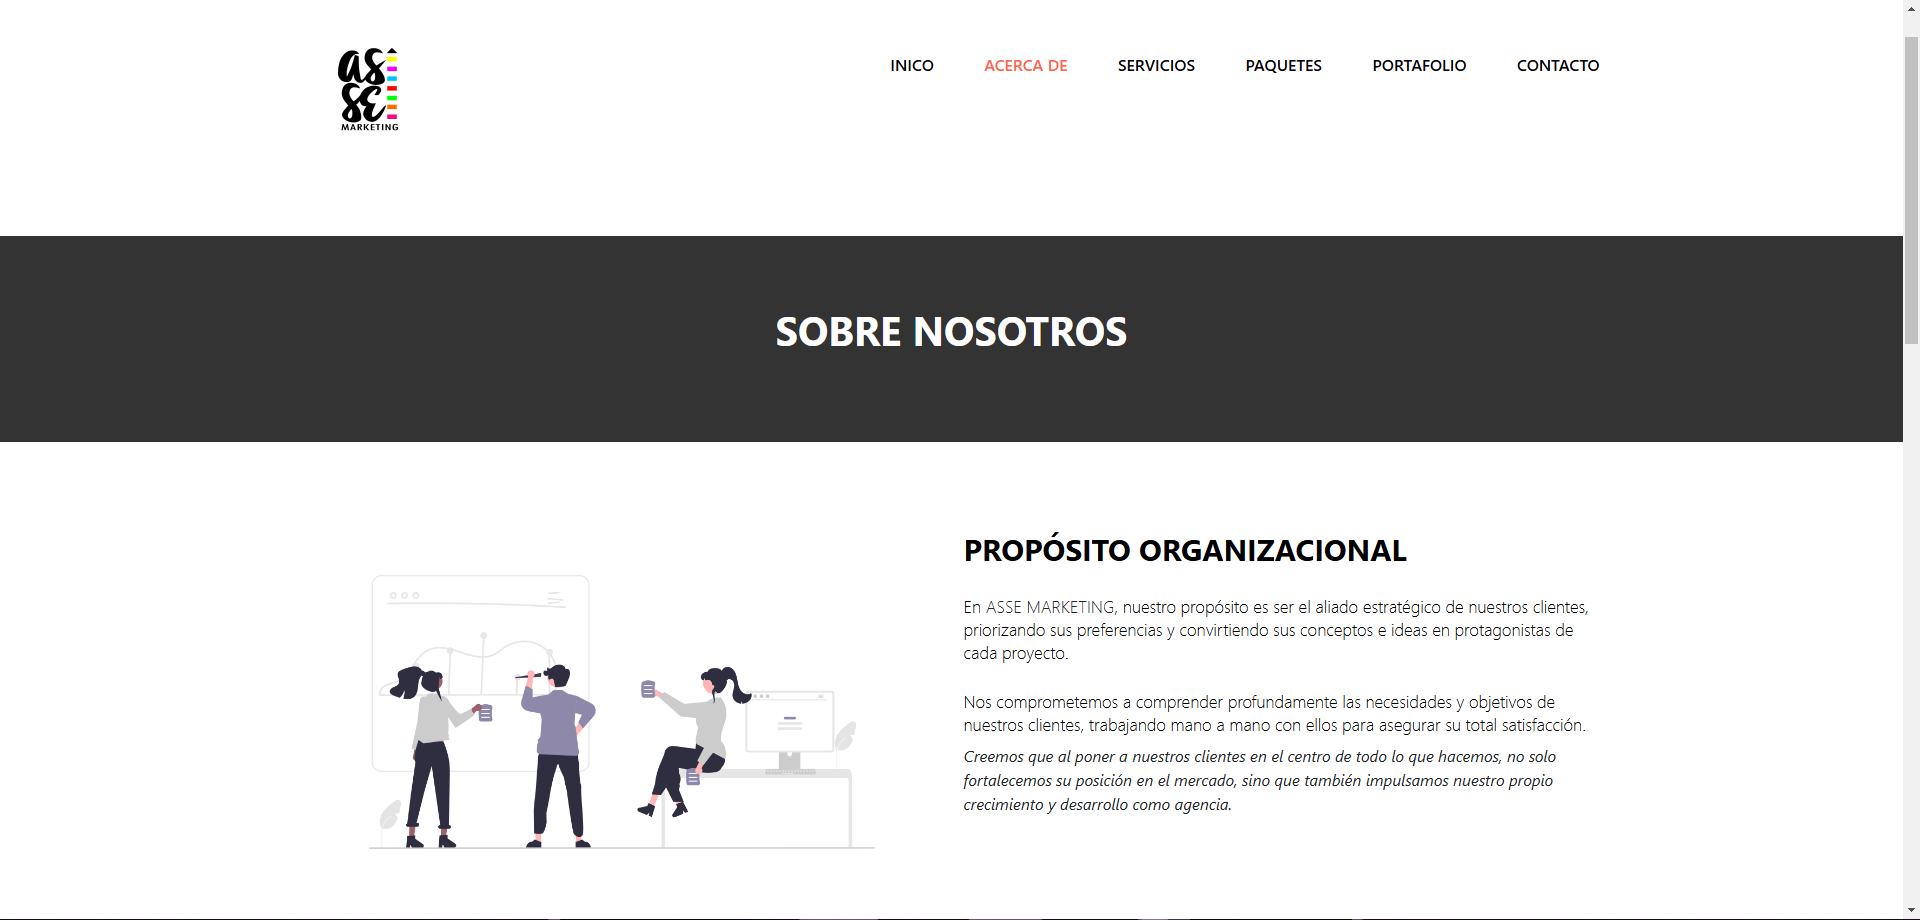 as
se
MARKETING
INICO
ACERCA DE
SERVICIOS
PAQUETES
PORTAFOLIO
CONTACTO
SOBRE NOSOTROS
PROPÓSITO ORGANIZACIONAL
En ASSE MARKETING, nuestro propósito es ser el aliado estratégico de nuestros clientes,
priorizando sus preferencias y convirtiendo sus conceptos e ideas en protagonistas de
cada proyecto.
Nos comprometemos a comprender profundamente las necesidades y objetivos de
nuestros clientes, trabajando mano a mano con ellos para asegurar su total satisfacción.
Creemos que al poner a nuestros clientes en el centro de todo lo que hacemos, no solo
fortalecemos su posición en el mercado, sino que también impulsamos nuestro propio
crecimiento y desarrollo como agencia.